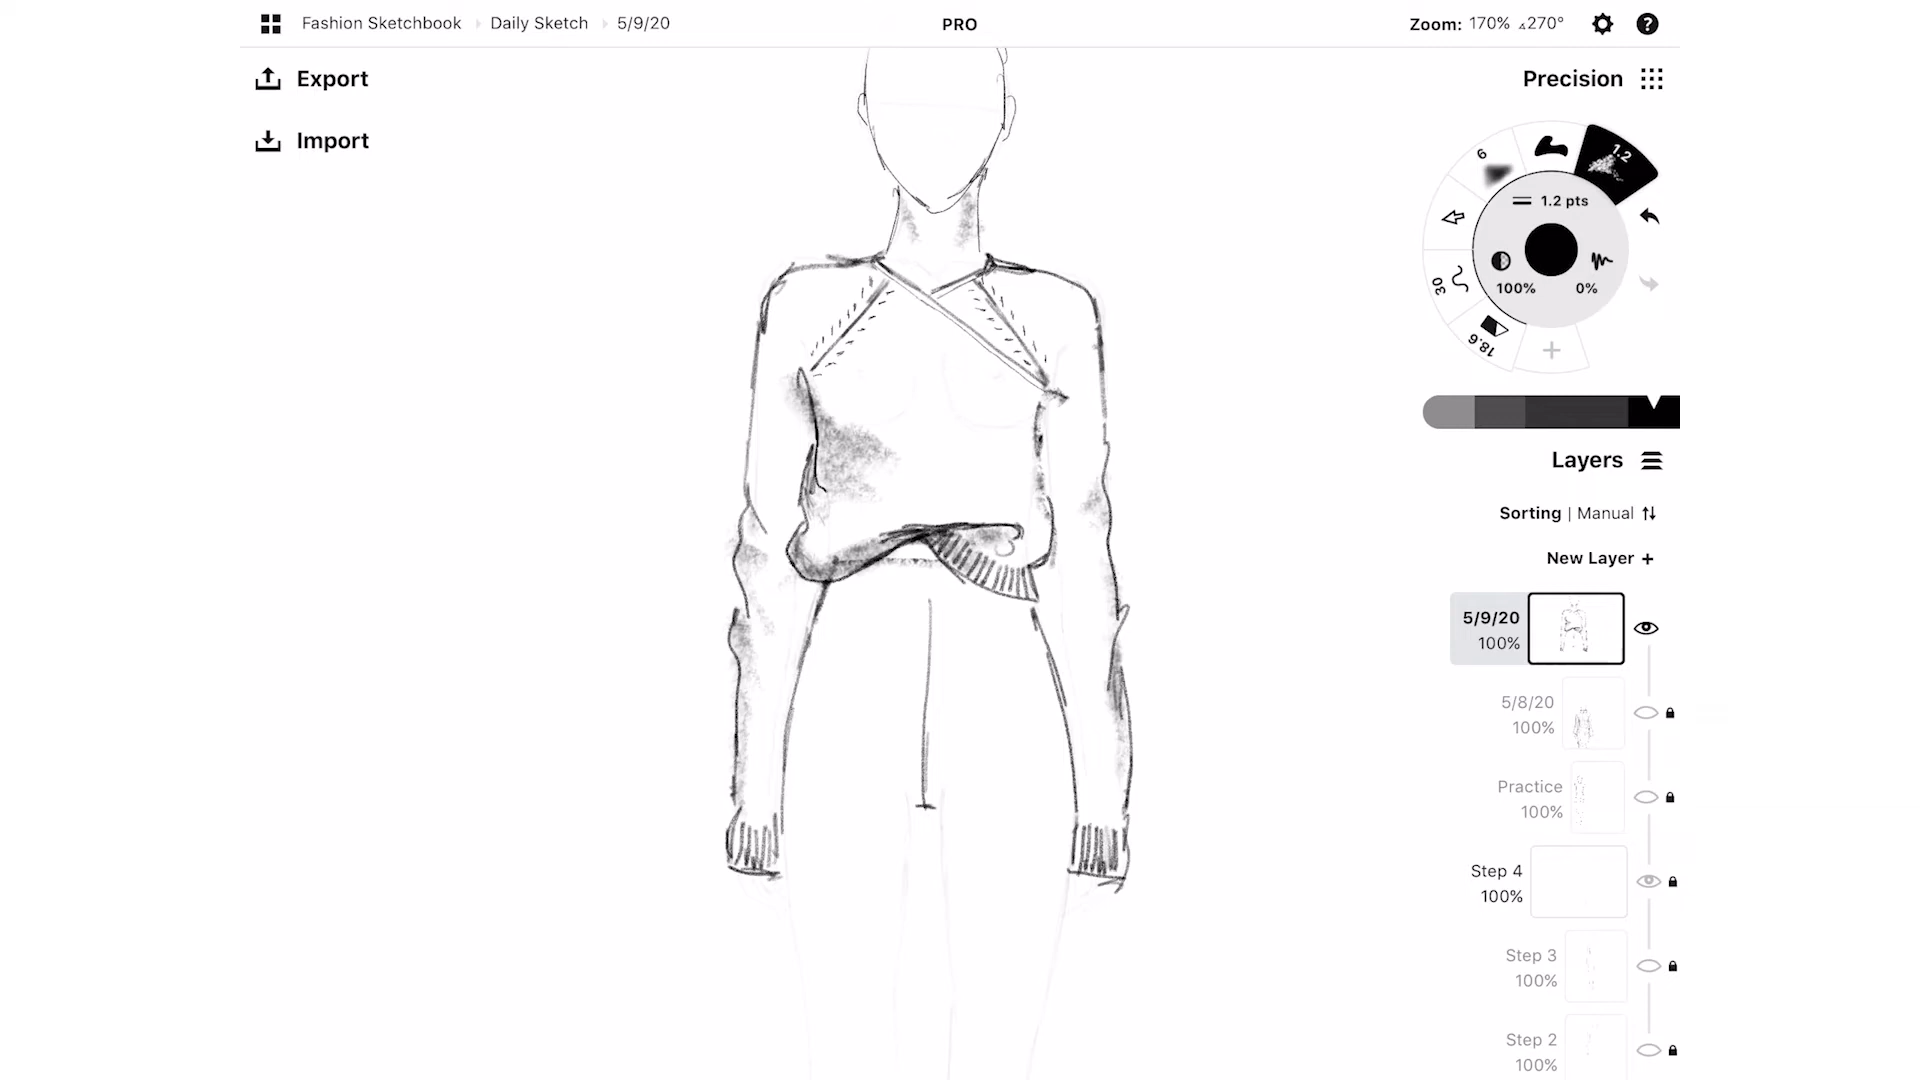 Fashion Sketchbook Daily Sketch 5/9/20
PRO
Zoom: 170% ⊿270°
?
Export
Import
Precision
6
1.2
1.2 pts
100%
0%
30
18.6
+
Layers
Sorting | Manual
New Layer +
5/9/20
100%
5/8/20
100%
Practice
100%
Step 4
100%
Step 3
100%
Step 2
100%